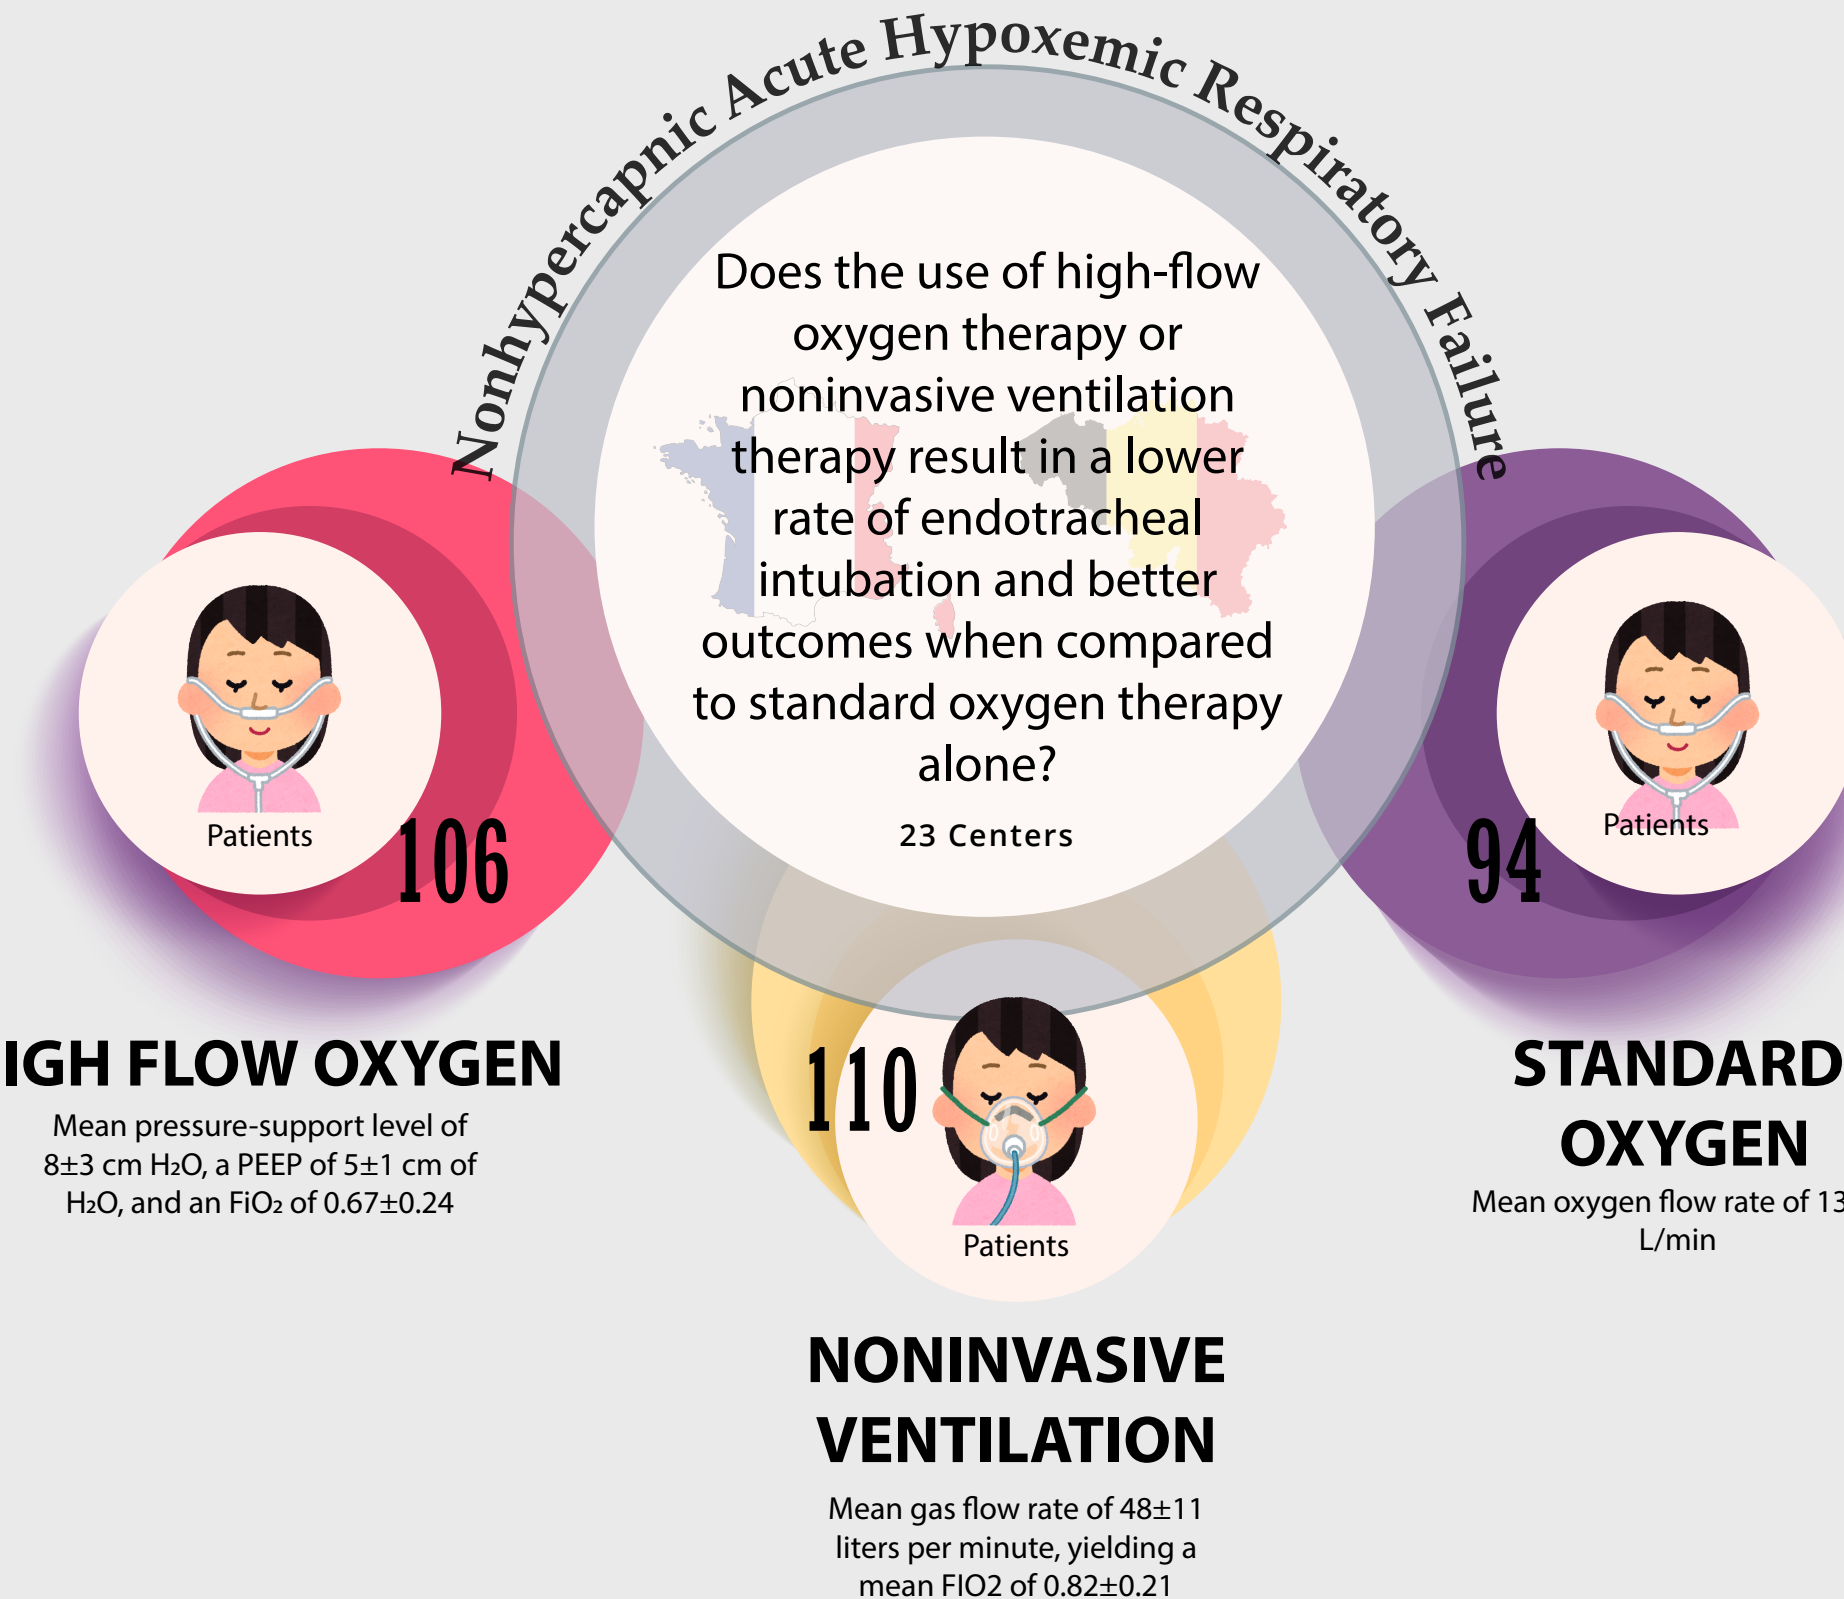 Nonhypercapnic Acute Hypoxemic Respiratory Failure
Does the use of high-flow
oxygen therapy or
noninvasive ventilation
therapy result in a lower
rate of endotracheal
intubation and better
outcomes when compared
to standard oxygen therapy
alone?
23 Centers
Patients
106
IGH FLOW OXYGEN
Mean pressure-support level of
8±3 cm H₂O, a PEEP of 5±1 cm of
H₂O, and an FiO₂ of 0.67±0.24
110
Patients
NONINVASIVE
VENTILATION
Mean gas flow rate of 48±11
liters per minute, yielding a
mean FIO2 of 0.82±0.21
94
Patients
STANDARD
OXYGEN
Mean oxygen flow rate of 13
L/min